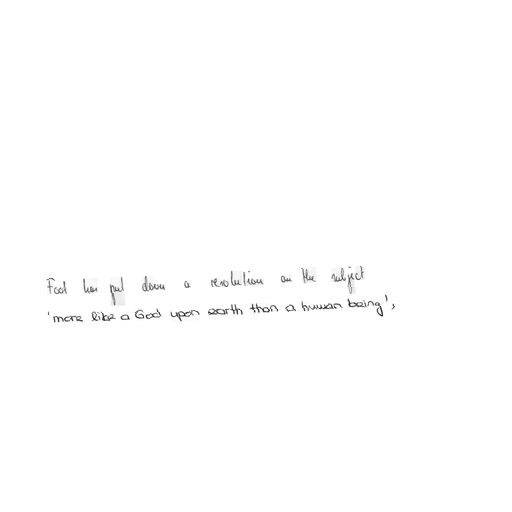 Foot has put down a resolution on the subject
'more like a God upon earth than a human being',